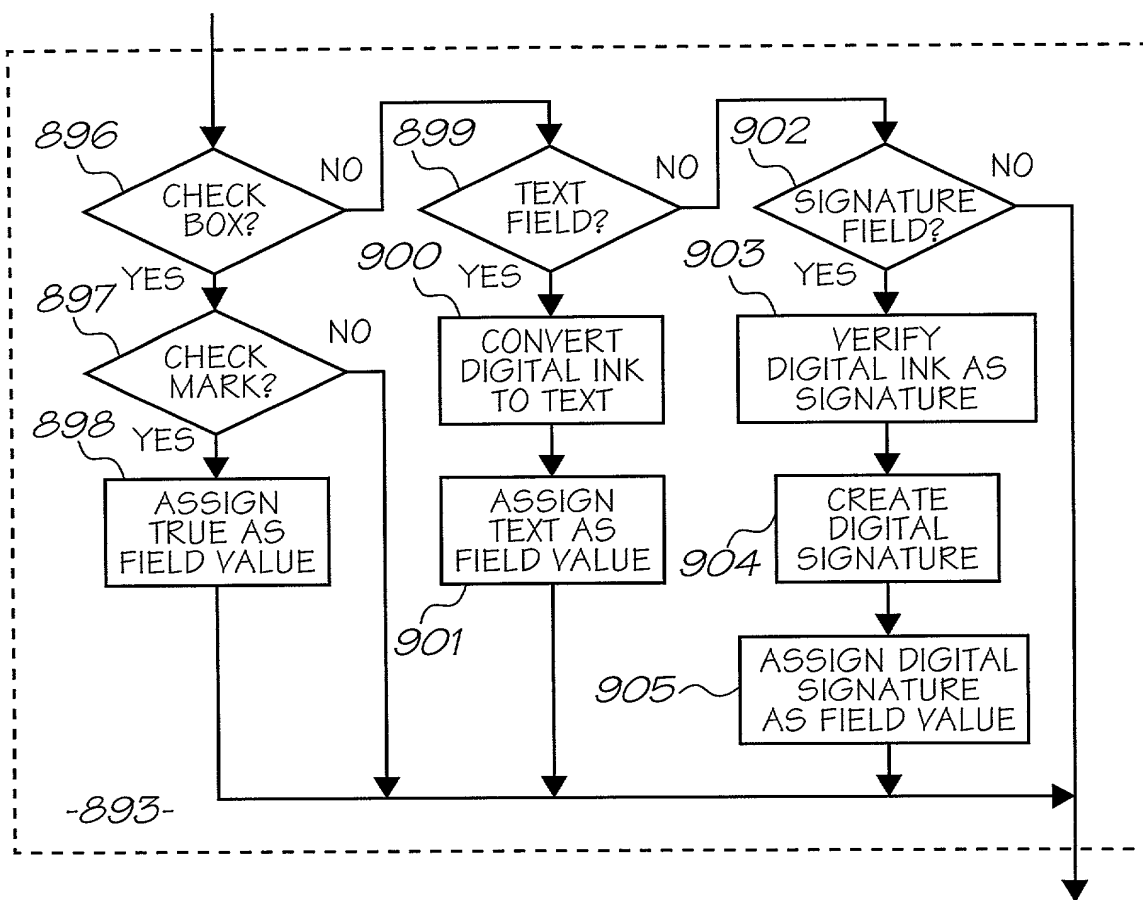 896
CHECK
BOX?
NO
YES
897
CHECK
MARK?
NO
YES
898
ASSIGN
TRUE AS
FIELD VALUE
899
TEXT
FIELD?
NO
YES
900
CONVERT
DIGITAL INK
TO TEXT
ASSIGN
TEXT AS
FIELD VALUE
901
902
SIGNATURE
FIELD?
NO
YES
903
VERIFY
DIGITAL INK AS
SIGNATURE
CREATE
DIGITAL
SIGNATURE
904
ASSIGN DIGITAL
SIGNATURE
AS FIELD VALUE
905
-893-